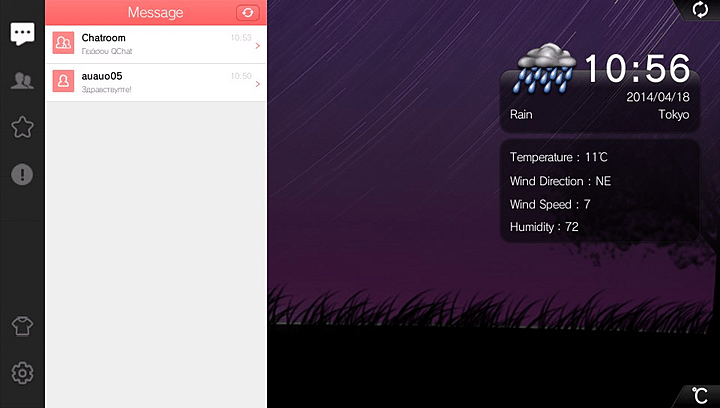 Message
Chatroom
10:53
Γειάσου QChat
auauo05
10:50
Здравствуйте!
10:56
2014/04/18
Rain
Tokyo
Temperature : 11℃
Wind Direction : NE
Wind Speed : 7
Humidity : 72
℃